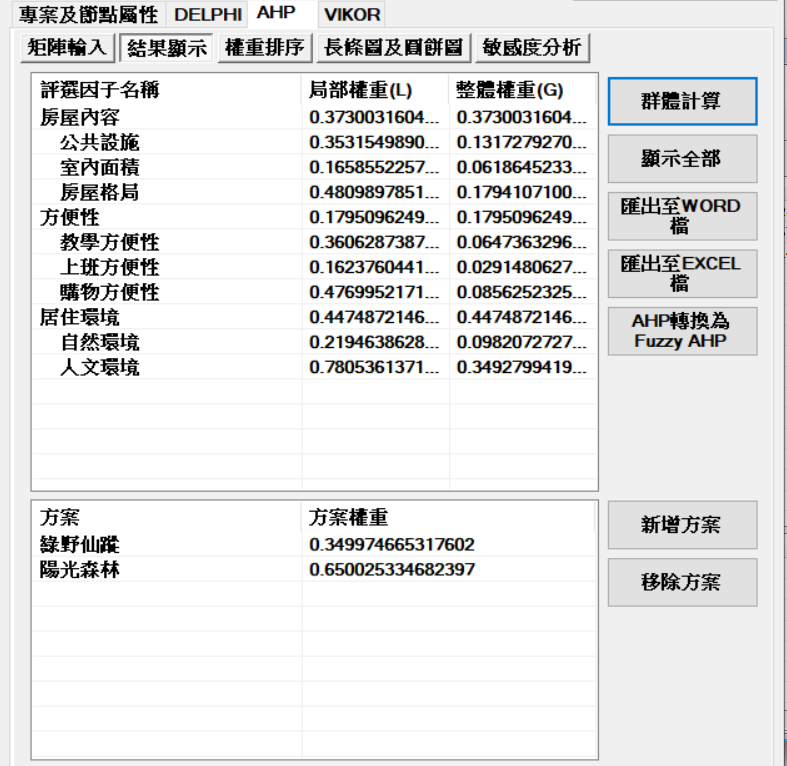 專案及節點屬性 DELPHI AHP VIKOR
矩陣輸入 結果顯示 權重排序 長條圖及圓餅圖 敏感度分析
評選因子名稱 局部權重(L) 整體權重(G)
房屋內容 0.3730031604... 0.3730031604...
公共設施 0.3531549890... 0.1317279270...
室內面積 0.1658552257... 0.0618645233...
房屋格局 0.4809897851... 0.1794107100...
方便性 0.1795096249... 0.1795096249...
教學方便性 0.3606287387... 0.0647363296...
上班方便性 0.1623760441... 0.0291480627...
購物方便性 0.4769952171... 0.0856252325...
居住環境 0.4474872146... 0.4474872146...
自然環境 0.2194638628... 0.0982072727...
人文環境 0.7805361371... 0.3492799419...
群體計算
顯示全部
匯出至WORD
檔
匯出至EXCEL
檔
AHP轉換為
Fuzzy AHP
方案 方案權重
綠野仙蹤 0.349974665317602
陽光森林 0.650025334682397
新增方案
移除方案